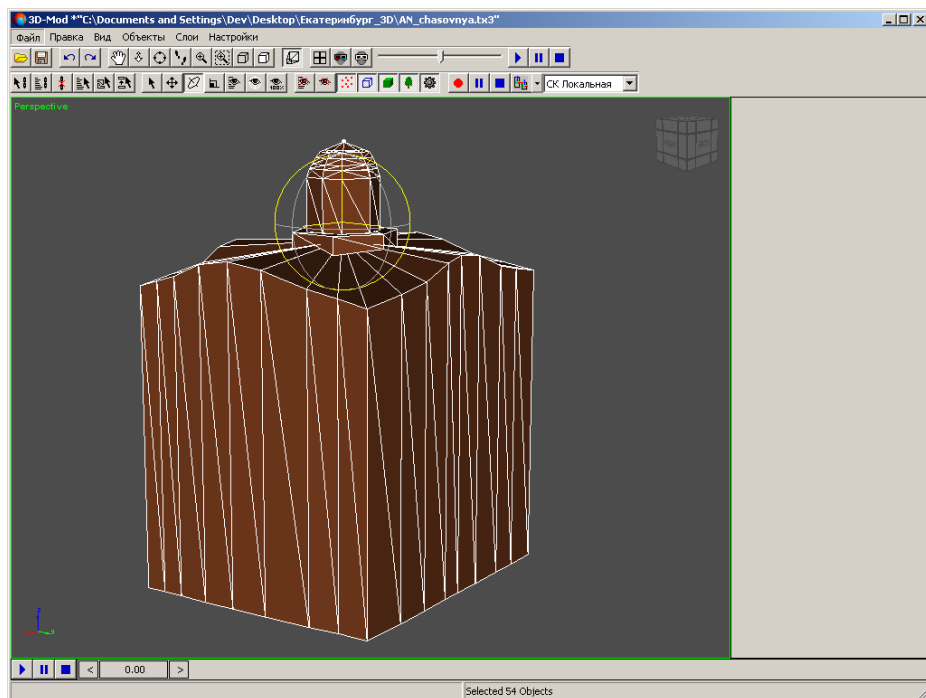 3D-Mod *"C:\Documents and Settings\Dev\Desktop\Екатеринбург_3D\AN_chasovnya.tx3"
Файл Правка Вид Объекты Слои Настройки
100%
СК Локальная
Perspective
< 0.00 >
Selected 54 Objects